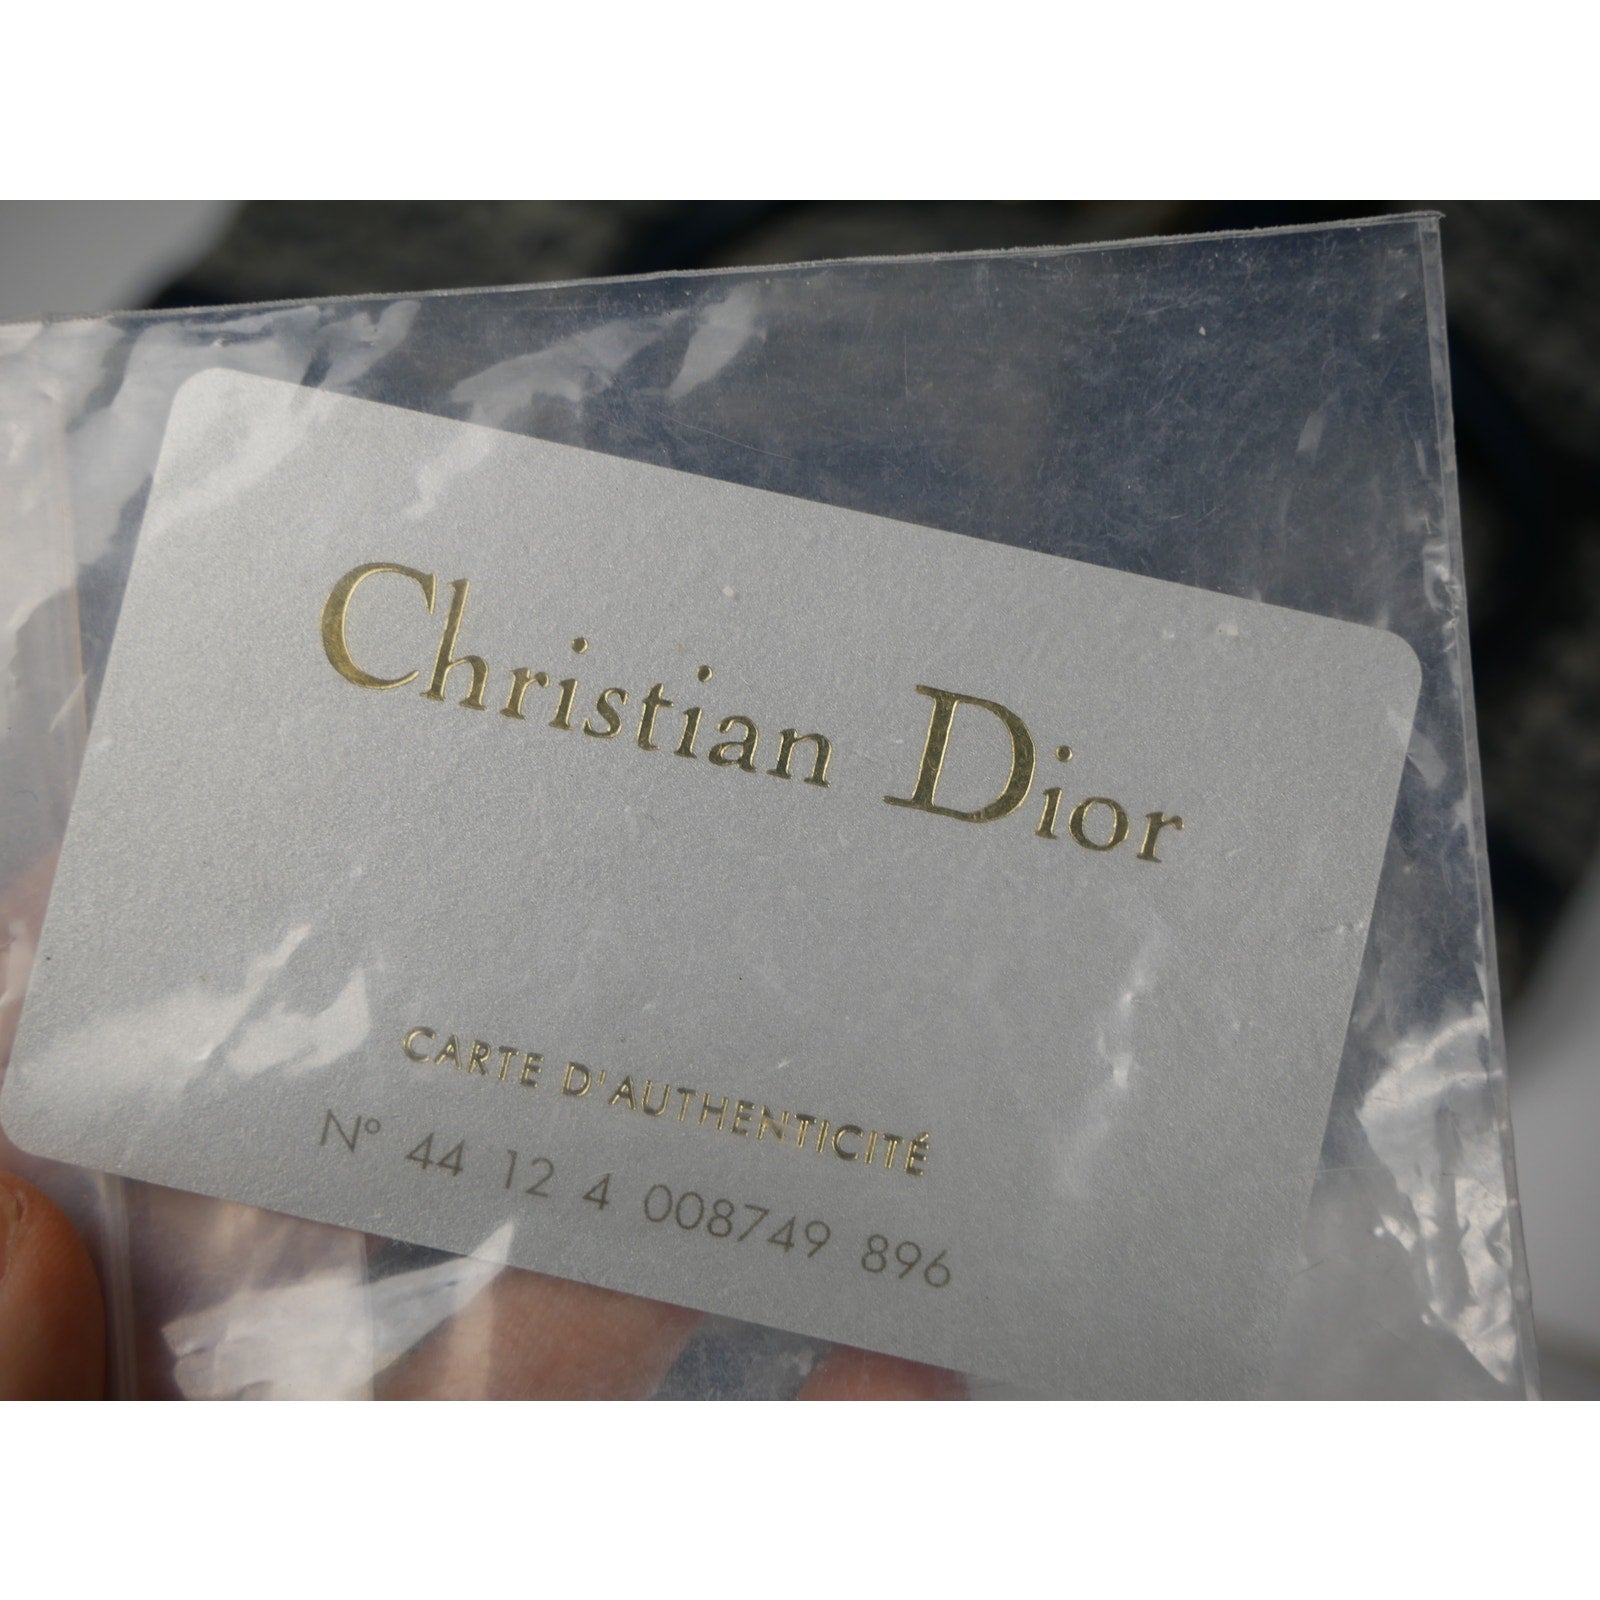 Christian Dior
CARTE D'AUTHENTICITÉ
N° 44 12 4 008749 896